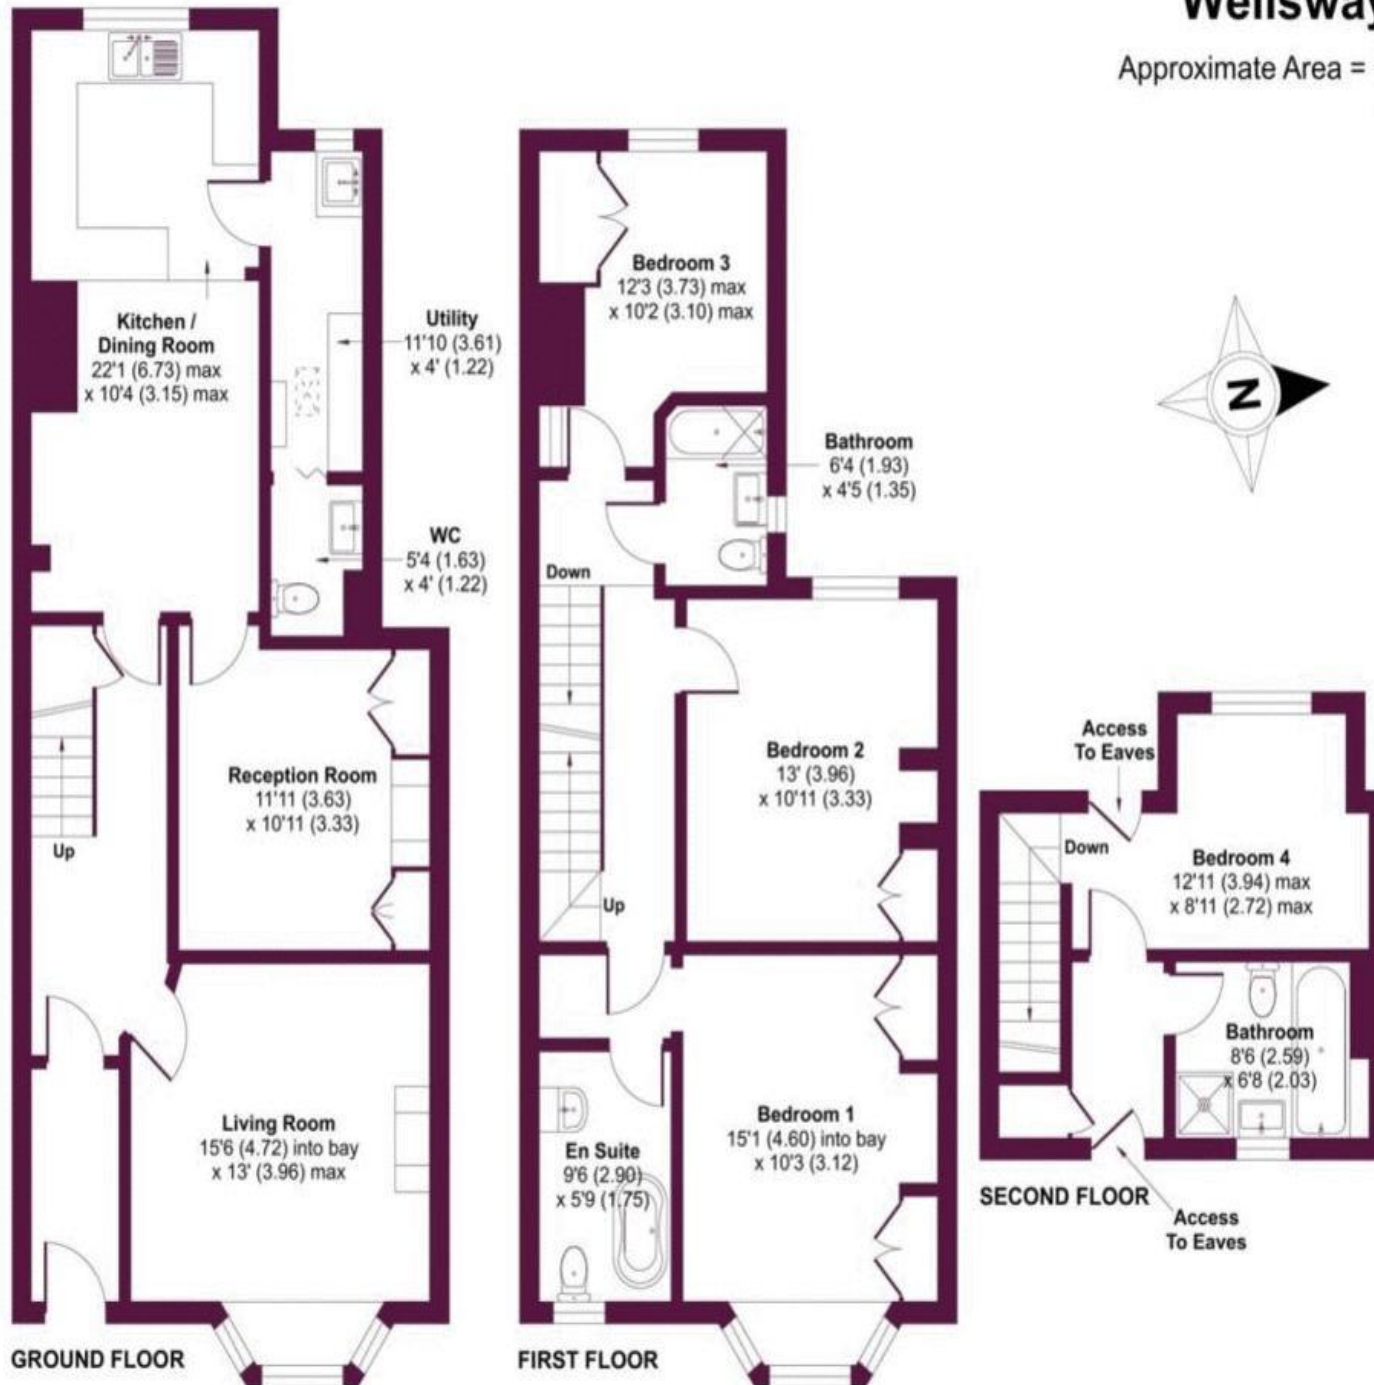 Wellsway
Approximate Area =
Kitchen /
Dining Room
22'1 (6.73) max
x 10'4 (3.15) max
Utility
11'10 (3.61)
x 4' (1.22)
WC
5'4 (1.63)
x 4' (1.22)
Reception Room
11'11 (3.63)
x 10'11 (3.33)
Up
Living Room
15'6 (4.72) into bay
x 13' (3.96) max
GROUND FLOOR
Bedroom 3
12'3 (3.73) max
x 10'2 (3.10) max
Bathroom
6'4 (1.93)
x 4'5 (1.35)
Down
Bedroom 2
13' (3.96)
x 10'11 (3.33)
Up
Bedroom 1
15'1 (4.60) into bay
x 10'3 (3.12)
En Suite
9'6 (2.90)
x 5'9 (1.75)
FIRST FLOOR
N
Access
To Eaves
Down
Bedroom 4
12'11 (3.94) max
x 8'11 (2.72) max
Bathroom
8'6 (2.59)
x 6'8 (2.03)
SECOND FLOOR
Access
To Eaves